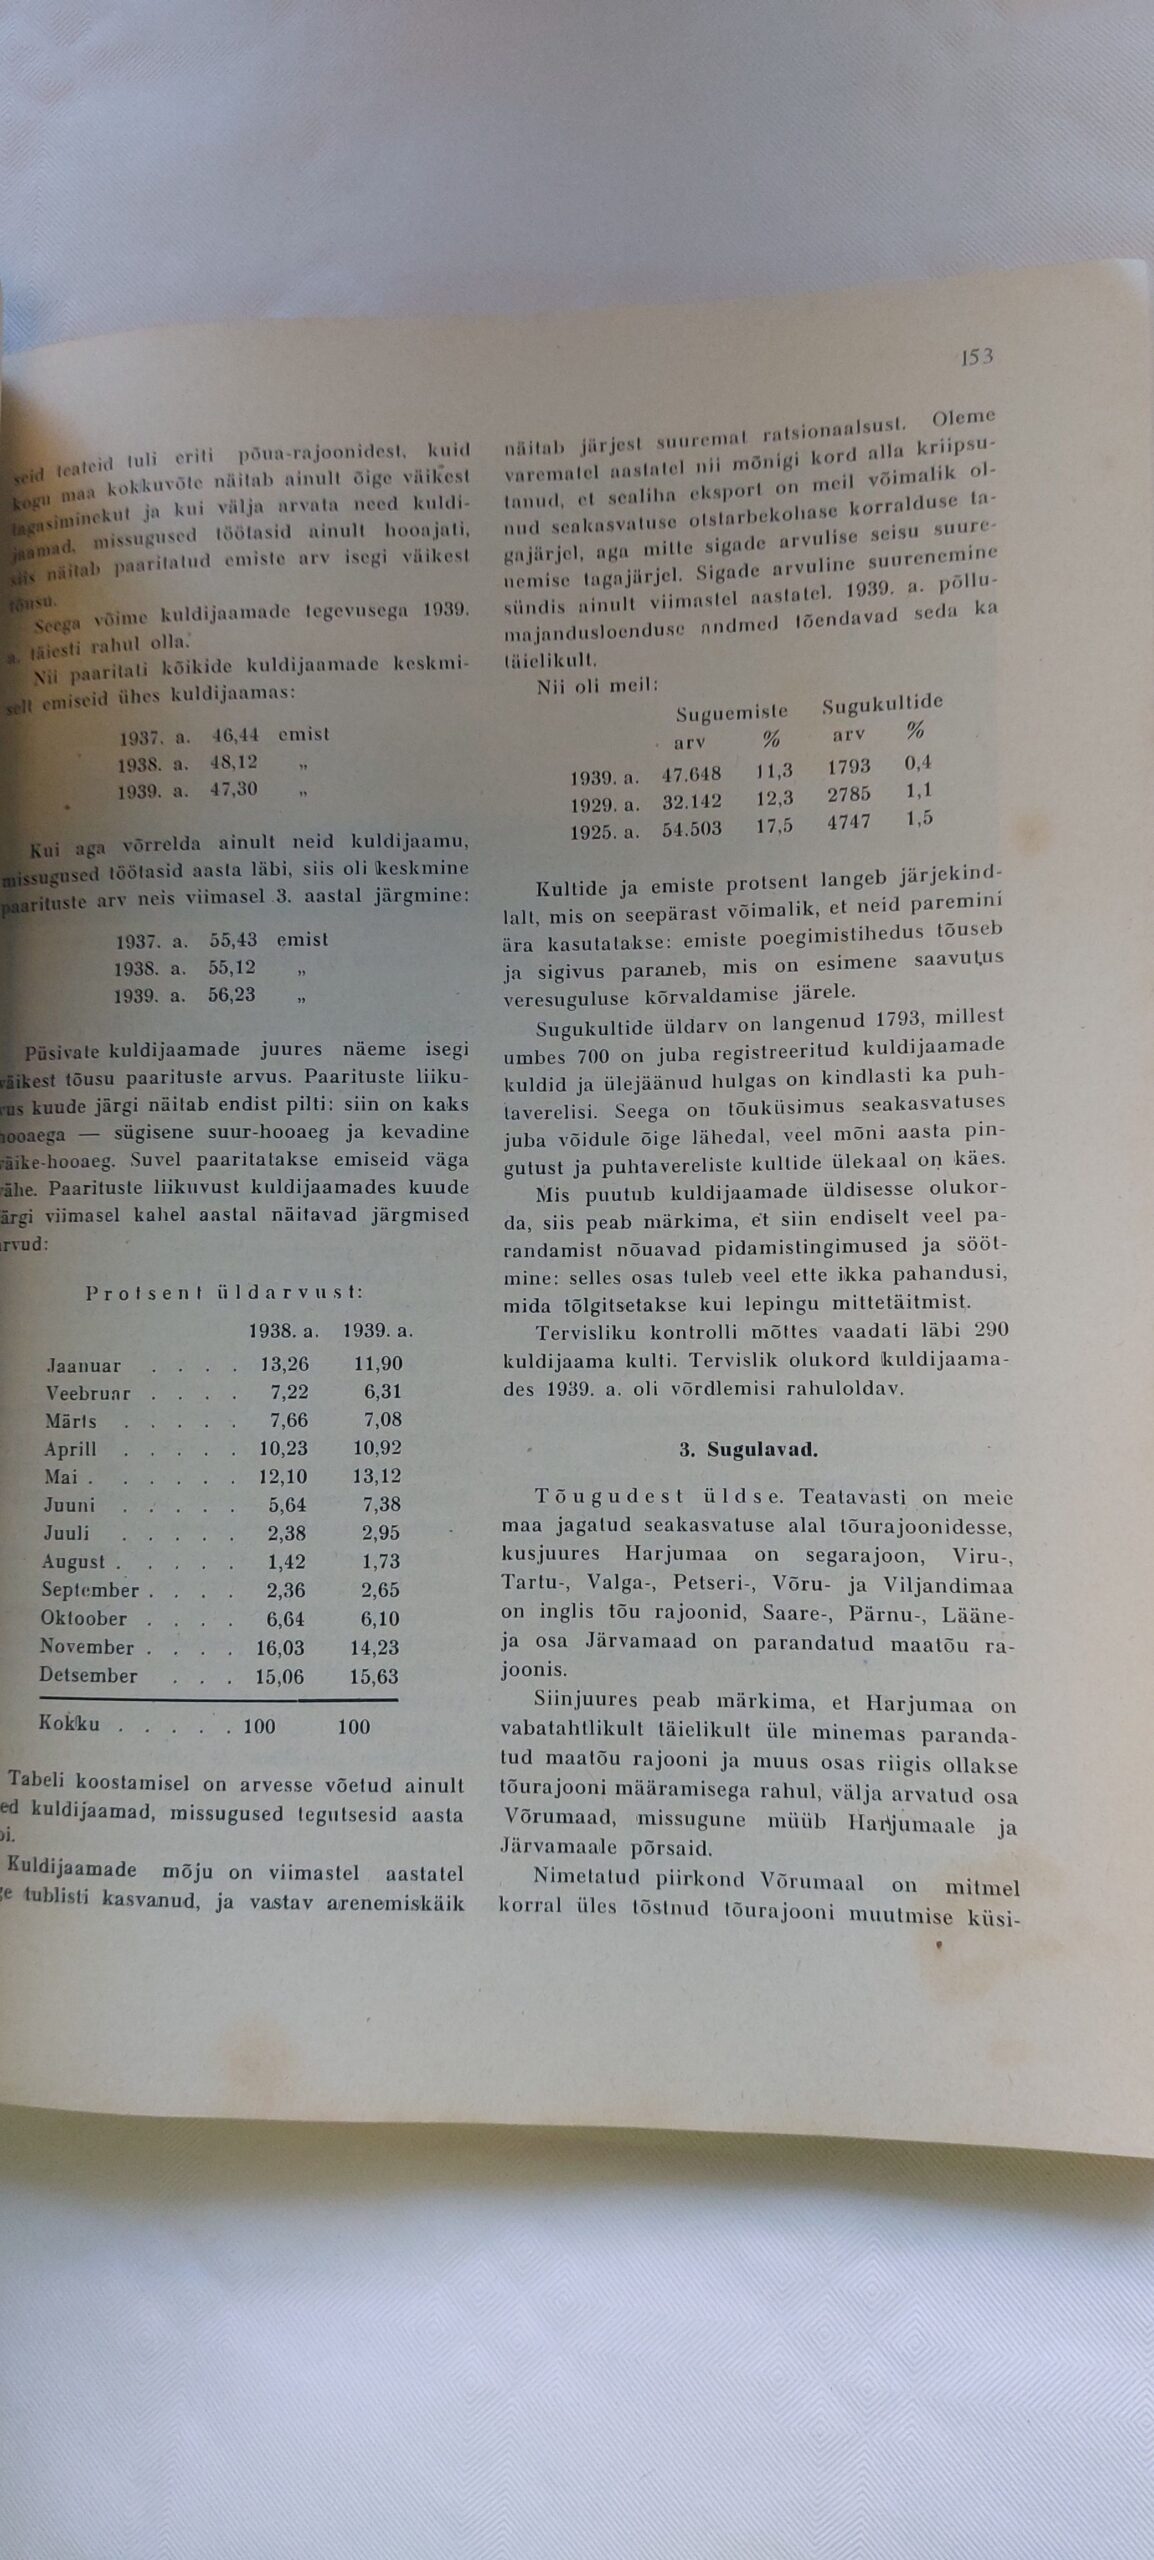 153
seid teateid tuli eriti põua-rajoonidest, kuid
kogu maa kokkuvõte näitab ainult õige väikest
tagasiminekut ja kui välja arvata need kuldi-
jaamad, missugused töötasid ainult hooajati,
siis näitab paaritatud emiste arv isegi väikest
tõusu.
Seega võime kuldijaamade tegevusega 1939.
a. täiesti rahul olla.
Nii paaritati kõikide kuldijaamade keskmi-
selt emiseid ühes kuldijaamas:
1937. a. 46,44 emist
1938. a. 48,12 „
1939. a. 47,30 „
Kui aga võrrelda ainult neid kuldijaamu,
missugused töötasid aasta läbi, siis oli keskmine
paarituste arv neis viimasel 3. aastal järgmine:
1937. a. 55,43 emist
1938. a. 55,12 „
1939. a. 56,23 „
Püsivate kuldijaamade juures näeme isegi
väikest tõusu paarituste arvus. Paarituste liiku-
vus kuude järgi näitab endist pilti: siin on kaks
hooaega — sügisene suur-hooaeg ja kevadine
väike-hooaeg. Suvel paaritatakse emiseid väga
vähe. Paarituste liikuvust kuldijaamades kuude
järgi viimasel kahel aastal näitavad järgmised
arvud:
Protsent üldarvust:
1938. a. 1939. a.
Jaanuar . . . . 13,26 11,90
Veebruar . . . . 7,22 6,31
Märts . . . . . 7,66 7,08
Aprill . . . . . 10,23 10,92
Mai . . . . . . 12,10 13,12
Juuni . . . . . 5,64 7,38
Juuli . . . . . 2,38 2,95
August . . . . . 1,42 1,73
September . . . . 2,36 2,65
Oktoober . . . . 6,64 6,10
November . . . . 16,03 14,23
Detsember . . . 15,06 15,63
Kokku . . . . . 100 100
Tabeli koostamisel on arvesse võetud ainult
ed kuldijaamad, missugused tegutsesid aasta
bi.
Kuldijaamade mõju on viimastel aastatel
ge tublisti kasvanud, ja vastav arenemiskäik
näitab järjest suuremat ratsionaalsust. Oleme
varematel aastatel nii mõnigi kord alla kriipsu-
tanud, et sealiha eksport on meil võimalik ol-
nud seakasvatuse otstarbekohase korralduse ta-
gajärjel, aga mitte sigade arvulise seisu suure-
nemise tagajärjel. Sigade arvuline suurenemine
sündis ainult viimastel aastatel. 1939. a. põllu-
majandusloenduse andmed tõendavad seda ka
täielikult.
Nii oli meil:
Suguemiste Sugukultide
arv % arv %
1939. a. 47.648 11,3 1793 0,4
1929. a. 32.142 12,3 2785 1,1
1925. a. 54.503 17,5 4747 1,5
Kultide ja emiste protsent langeb järjekind-
lalt, mis on seepärast võimalik, et neid paremini
ära kasutatakse: emiste poegimistihedus tõuseb
ja sigivus paraneb, mis on esimene saavutus
veresuguluse kõrvaldamise järele.
Sugukultide üldarv on langenud 1793, millest
umbes 700 on juba registreeritud kuldijaamade
kuldid ja ülejäänud hulgas on kindlasti ka puh-
taverelisi. Seega on tõuküsimus seakasvatuses
juba võidule õige lähedal, veel mõni aasta pin-
gutust ja puhtavereliste kultide ülekaal on käes.
Mis puutub kuldijaamade üldisesse olukor-
da, siis peab märkima, et siin endiselt veel pa-
randamist nõuavad pidamistingimused ja sööt-
mine: selles osas tuleb veel ette ikka pahandusi,
mida tõlgitsetakse kui lepingu mittetäitmist.
Tervisliku kontrolli mõttes vaadati läbi 290
kuldijaama kulti. Tervislik olukord kuldijaama-
des 1939. a. oli võrdlemisi rahuloldav.
3. Sugulavad.
Tõugudest üldse. Teatavasti on meie
maa jagatud seakasvatuse alal tõurajoonidesse,
kusjuures Harjumaa on segarajoon, Viru-,
Tartu-, Valga-, Petseri-, Võru- ja Viljandimaa
on inglis tõu rajoonid, Saare-, Pärnu-, Lääne-
ja osa Järvamaad on parandatud maatõu ra-
joonis.
Siinjuures peab märkima, et Harjumaa on
vabatahtlikult täielikult üle minemas paranda-
tud maatõu rajooni ja muus osas riigis ollakse
tõurajooni määramisega rahul, välja arvatud osa
Võrumaad, missugune müüb Harjumaale ja
Järvamaale põrsaid.
Nimetatud piirkond Võrumaal on mitmel
korral üles tõstnud tõurajooni muutmise küsi-